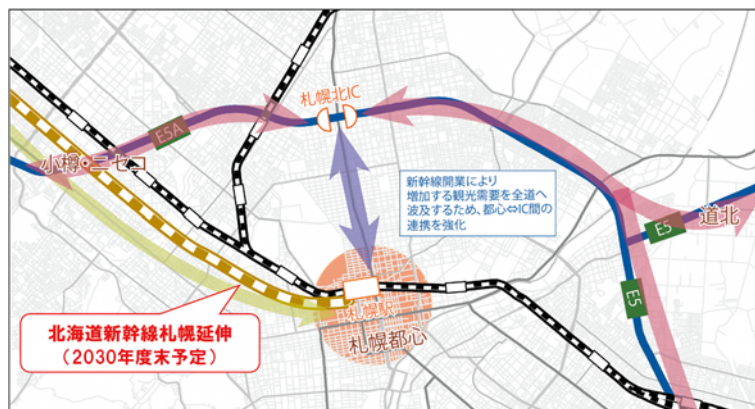 札幌北IC
E5A
小樽・ニセコ
新幹線開業により
増加する観光需要を全道へ
波及するため、都心⇔IC間の
連携を強化
E5
道北
E5
札幌駅
札幌都心
北海道新幹線札幌延伸
（2030年度末予定）